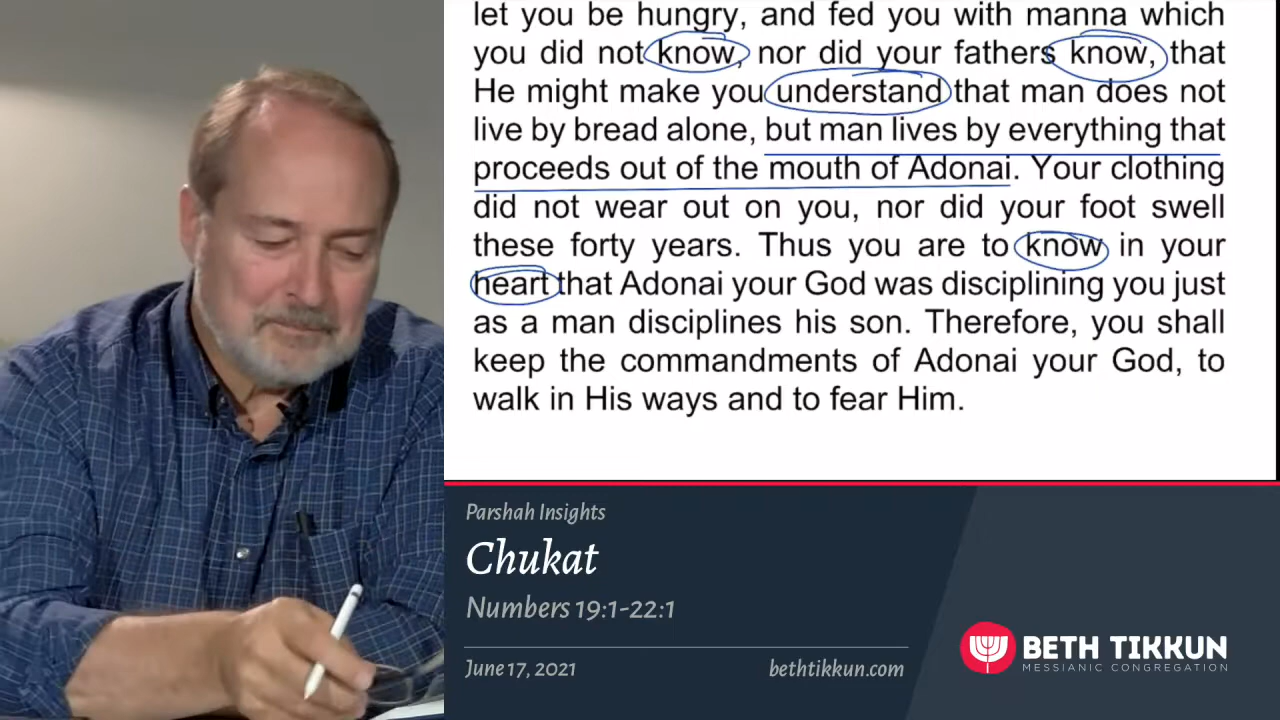 let you be hungry, and fed you with manna which
you did not know, nor did your fathers know, that
He might make you understand that man does not
live by bread alone, but man lives by everything that
proceeds out of the mouth of Adonai. Your clothing
did not wear out on you, nor did your foot swell
these forty years. Thus you are to know in your
heart that Adonai your God was disciplining you just
as a man disciplines his son. Therefore, you shall
keep the commandments of Adonai your God, to
walk in His ways and to fear Him.
Parshah Insights
Chukat
Numbers 19:1-22:1
June 17, 2021
bethtikkun.com
BETH TIKKUN
MESSIANIC CONGREGATION